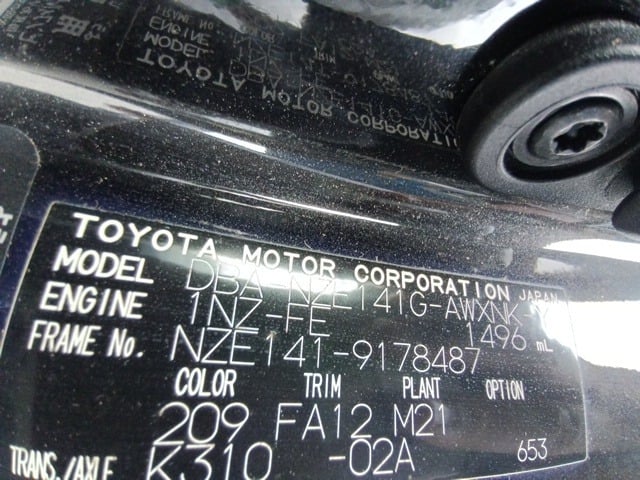 TOYOTA MOTOR CORPORATION JAPAN
MODEL DBA-NZE141G-AWXNK
ENGINE 1NZ-FE 1496 mL
FRAME No. NZE141-9178487
COLOR TRIM PLANT OPTION
209 FA12 M21
TRANS./AXLE K310 -02A 653